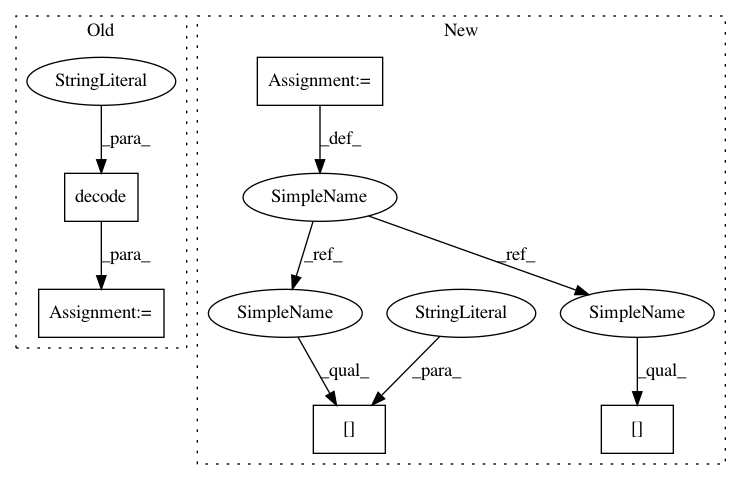 Old
New
StringLiteral
Assignment:=
_para_
_def_
decode
SimpleName
_para_
_ref_
_ref_
Assignment:=
SimpleName
StringLiteral
SimpleName
_qual_
_para_
_qual_
[]
[]